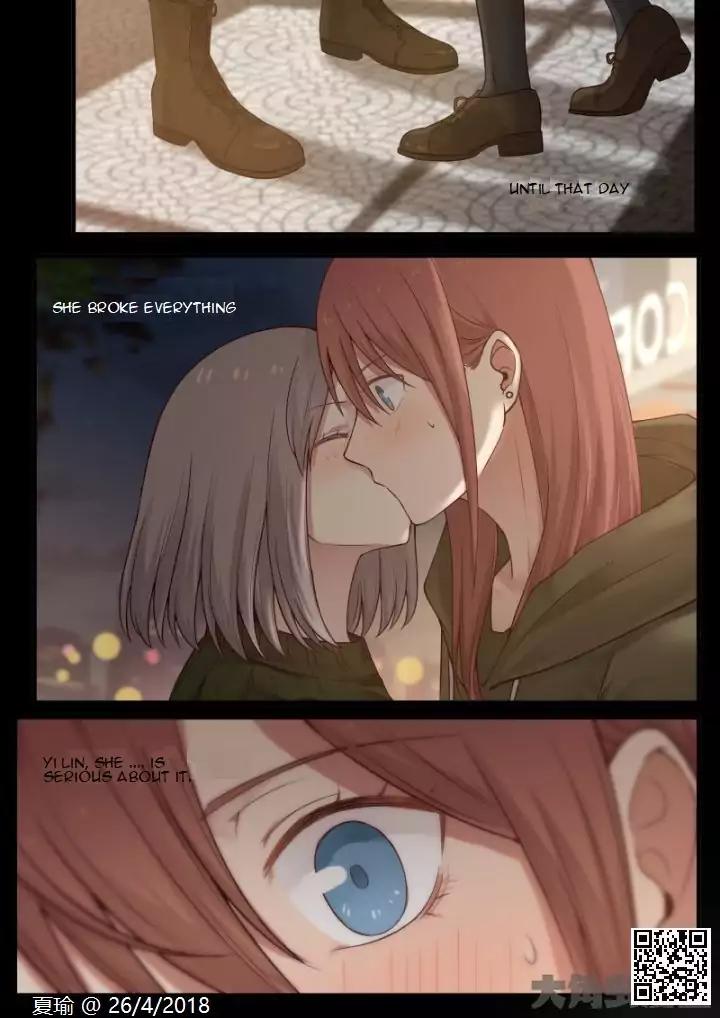 UNTIL THAT DAY
SHE BROKE EVERYTHING
YI LIN, SHE .... IS
SERIOUS ABOUT IT.
夏瑜 @ 26/4/2018